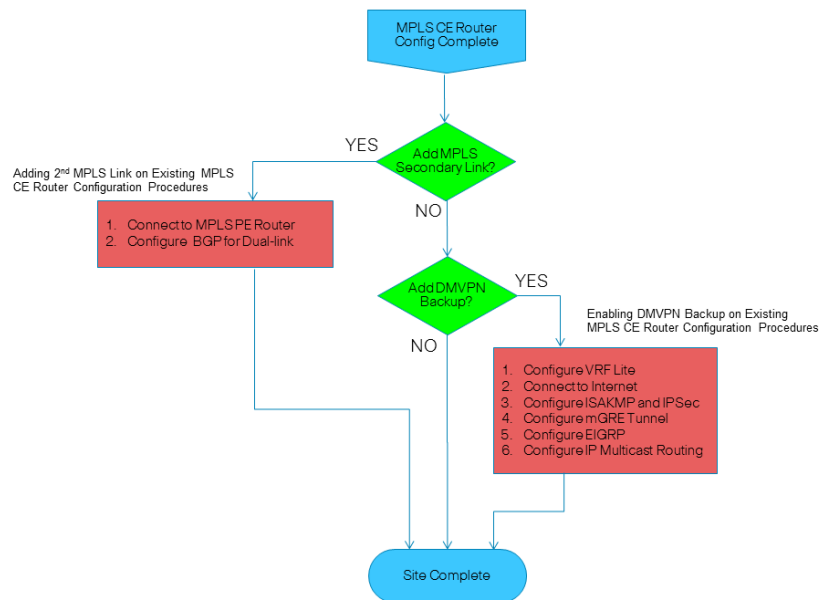 MPLS CE Router
Config Complete
YES
Add MPLS
Secondary Link?
Adding 2nd MPLS Link on Existing MPLS
CE Router Configuration Procedures
NO
1. Connect to MPLS PE Router
2. Configure BGP for Dual-link
Add DMVPN
Backup?
YES
Enabling DMVPN Backup on Existing
MPLS CE Router Configuration Procedures
NO
1. Configure VRF Lite
2. Connect to Internet
3. Configure ISAKMP and IPSec
4. Configure mGRE Tunnel
5. Configure EIGRP
6. Configure IP Multicast Routing
Site Complete